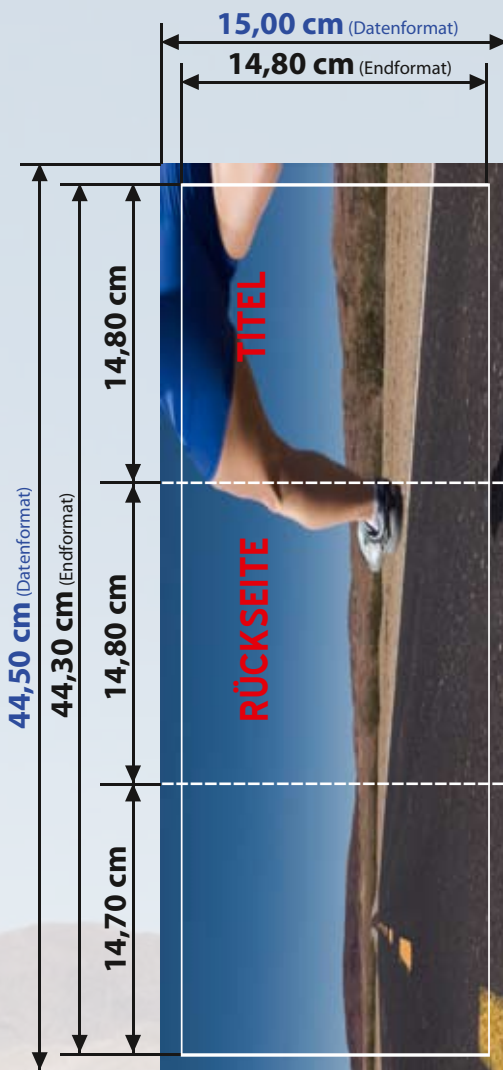 15,00 cm (Datenformat)
14,80 cm (Endformat)
44,50 cm (Datenformat)
44,30 cm (Endformat)
14,80 cm
14,80 cm
14,70 cm
TITEL
RÜCKSEITE